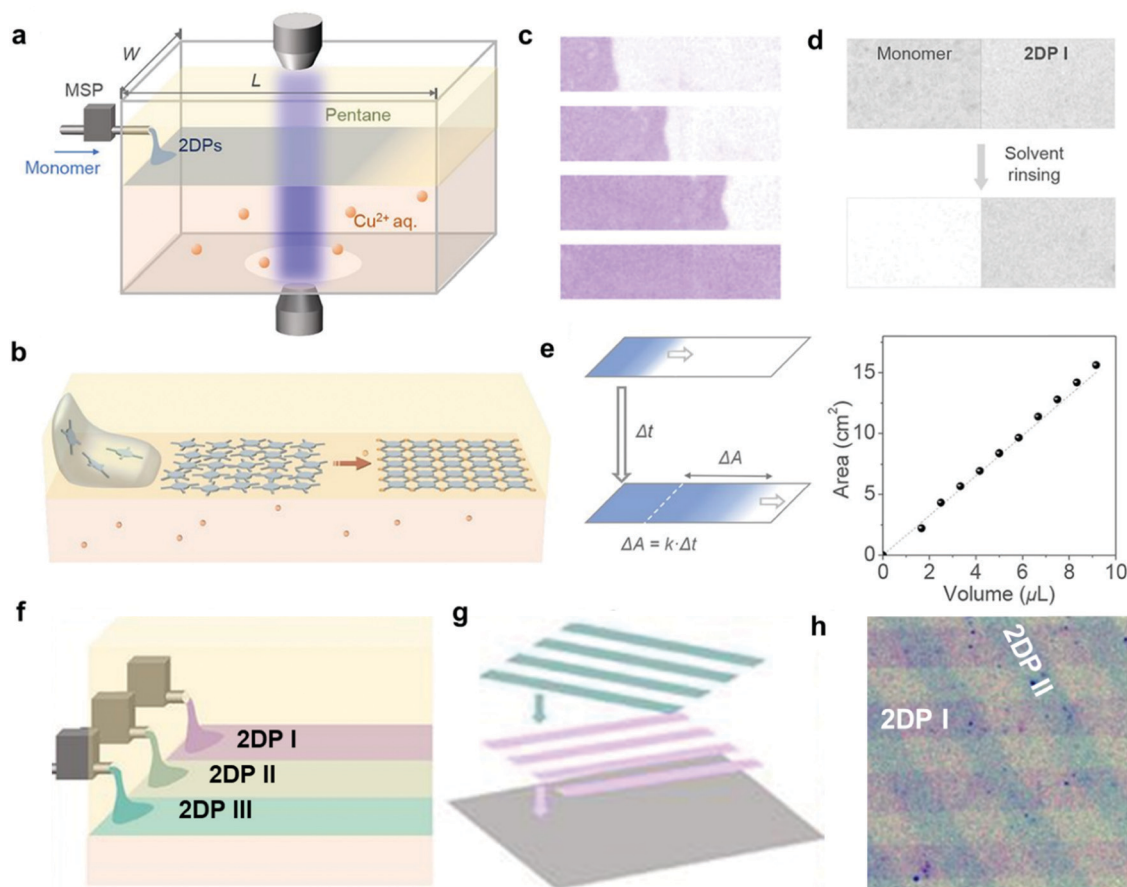 a
W
L
MSP
Pentane
2DPs
Monomer
Cu²⁺ aq.
b
c
d
Monomer
2DP I
Solvent
rinsing
e
Δt
ΔA
ΔA = k·Δt
Area (cm²)
15
10
5
0
0 2 4 6 8 10
Volume (μL)
f
2DP I
2DP II
2DP III
g
h
2DP II
2DP I